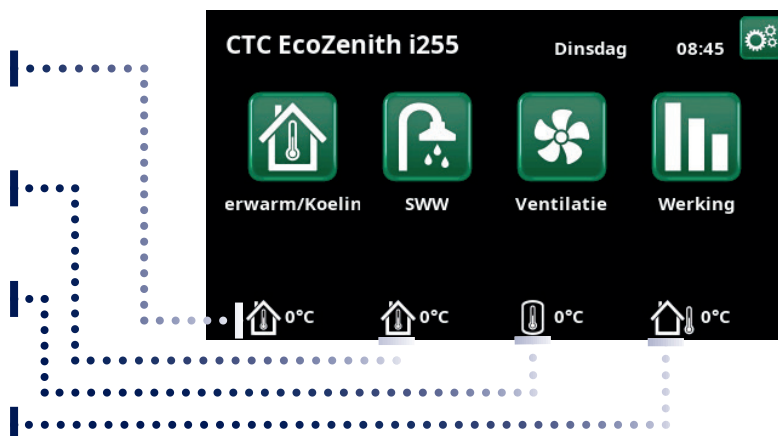 CTC EcoZenith i255
Dinsdag
08:45
erwarm/Koelin
SWW
Ventilatie
Werking
0°C
0°C
0°C
0°C